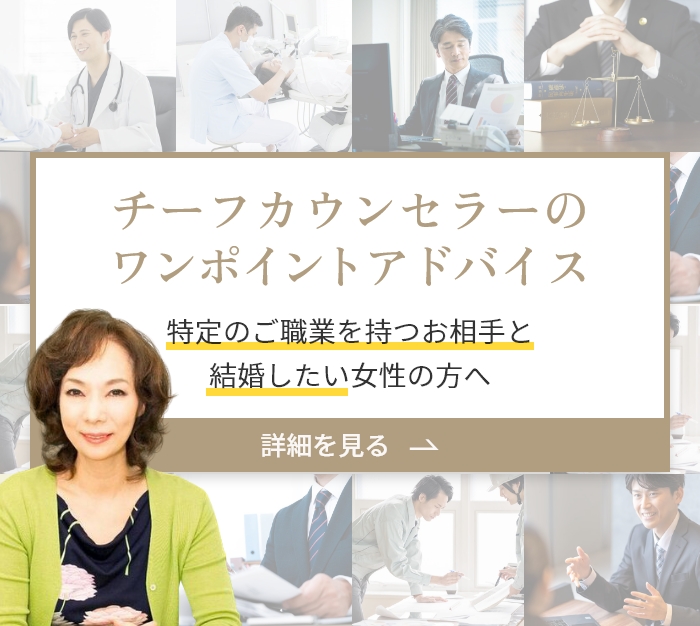 チーフカウンセラーの
ワンポイントアドバイス
特定のご職業を持つお相手と
結婚したい女性の方へ
詳細を見る